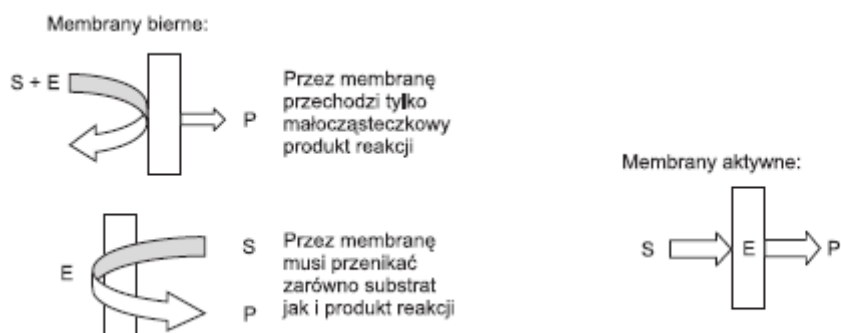 Membrany bierne:
S + E
P
Przez membranę
przechodzi tylko
małocząsteczkowy
produkt reakcji
E
S
P
Przez membranę
musi przenikać
zarówno substrat
jak i produkt reakcji
Membrany aktywne:
S
E
P